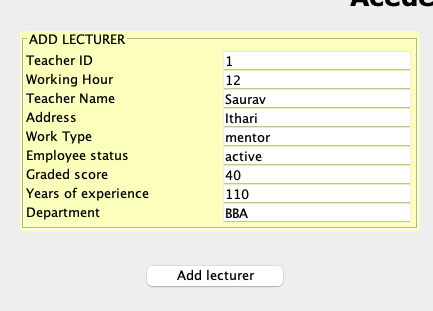 ADD LECTURER
Teacher ID 1
Working Hour 12
Teacher Name Saurav
Address Ithari
Work Type mentor
Employee status active
Graded score 40
Years of experience 110
Department BBA
Add lecturer